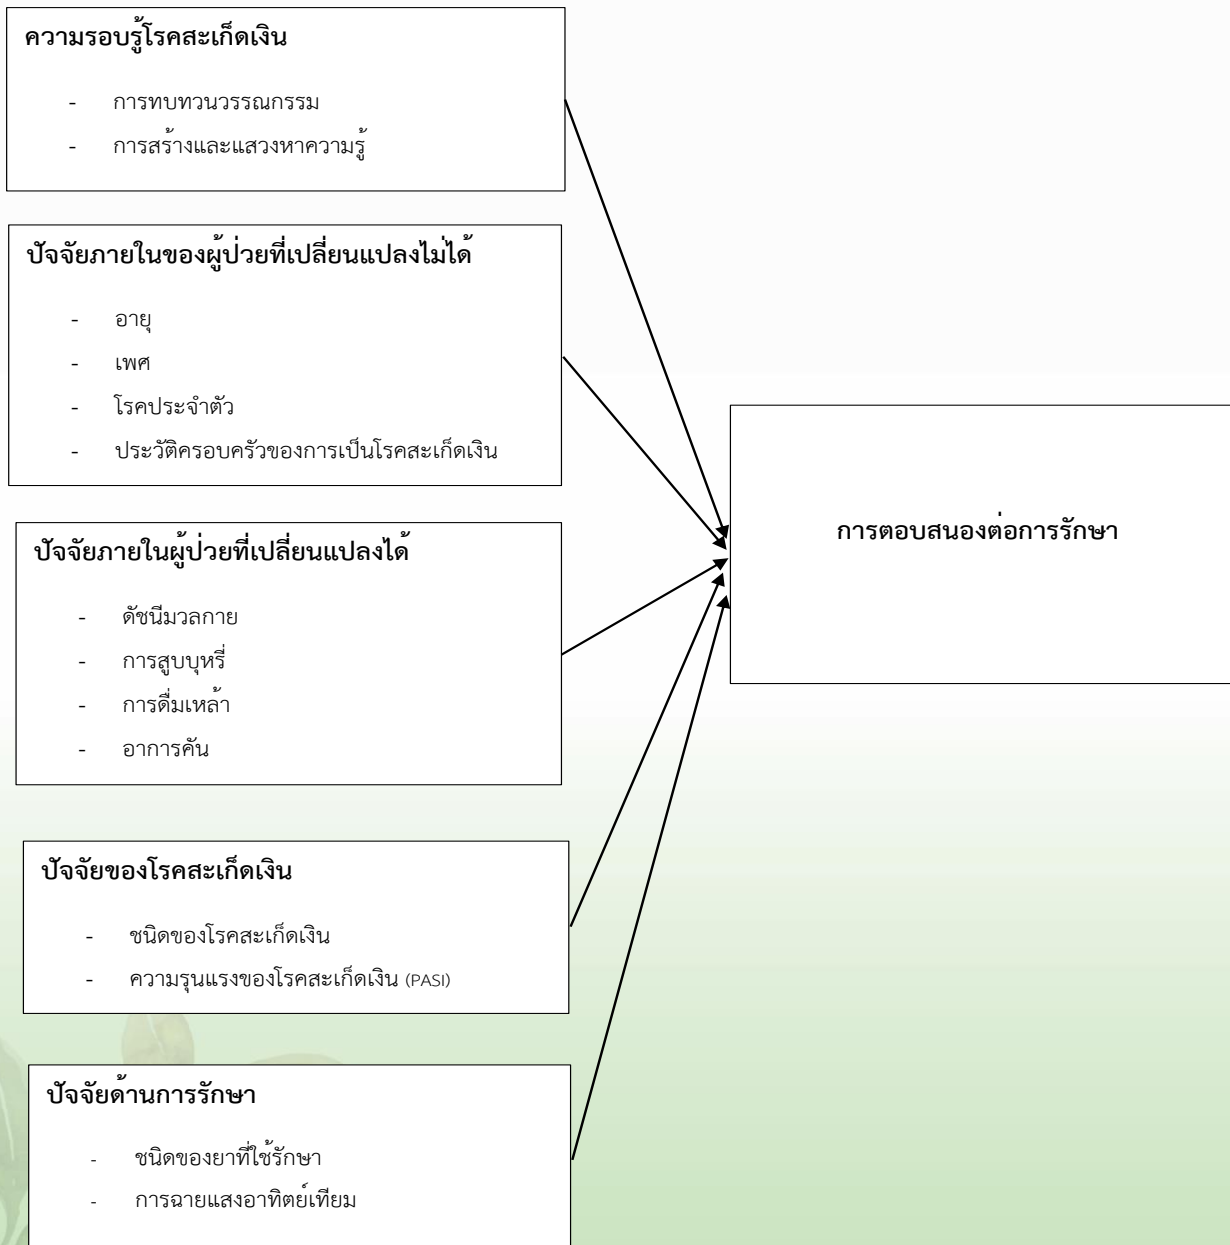 ความรอบรู้โรคสะเก็ดเงิน
- การทบทวนวรรณกรรม
- การสร้างและแสวงหาความรู้
ปัจจัยภายในของผู้ป่วยที่เปลี่ยนแปลงไม่ได้
- อายุ
- เพศ
- โรคประจำตัว
- ประวัติครอบครัวของการเป็นโรคสะเก็ดเงิน
ปัจจัยภายในผู้ป่วยที่เปลี่ยนแปลงได้
- ดัชนีมวลกาย
- การสูบบุหรี่
- การดื่มเหล้า
- อาการคัน
ปัจจัยของโรคสะเก็ดเงิน
- ชนิดของโรคสะเก็ดเงิน
- ความรุนแรงของโรคสะเก็ดเงิน (PASI)
ปัจจัยด้านการรักษา
- ชนิดของยาที่ใช้รักษา
- การฉายแสงอาทิตย์เทียม
การตอบสนองต่อการรักษา